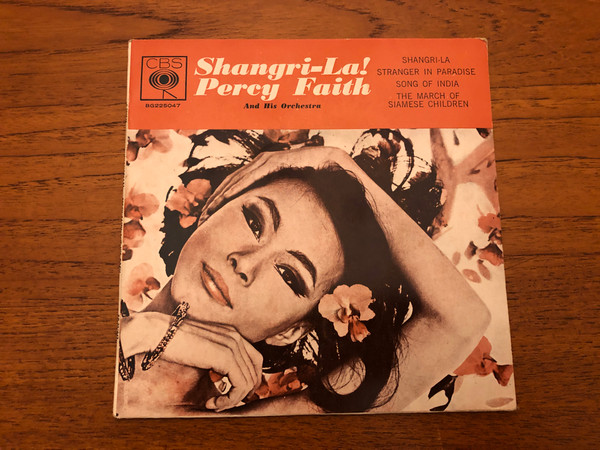 CBS
BG225047
Shangri-La!
Percy Faith
And His Orchestra
SHANGRI-LA
STRANGER IN PARADISE
SONG OF INDIA
THE MARCH OF
SIAMESE CHILDREN